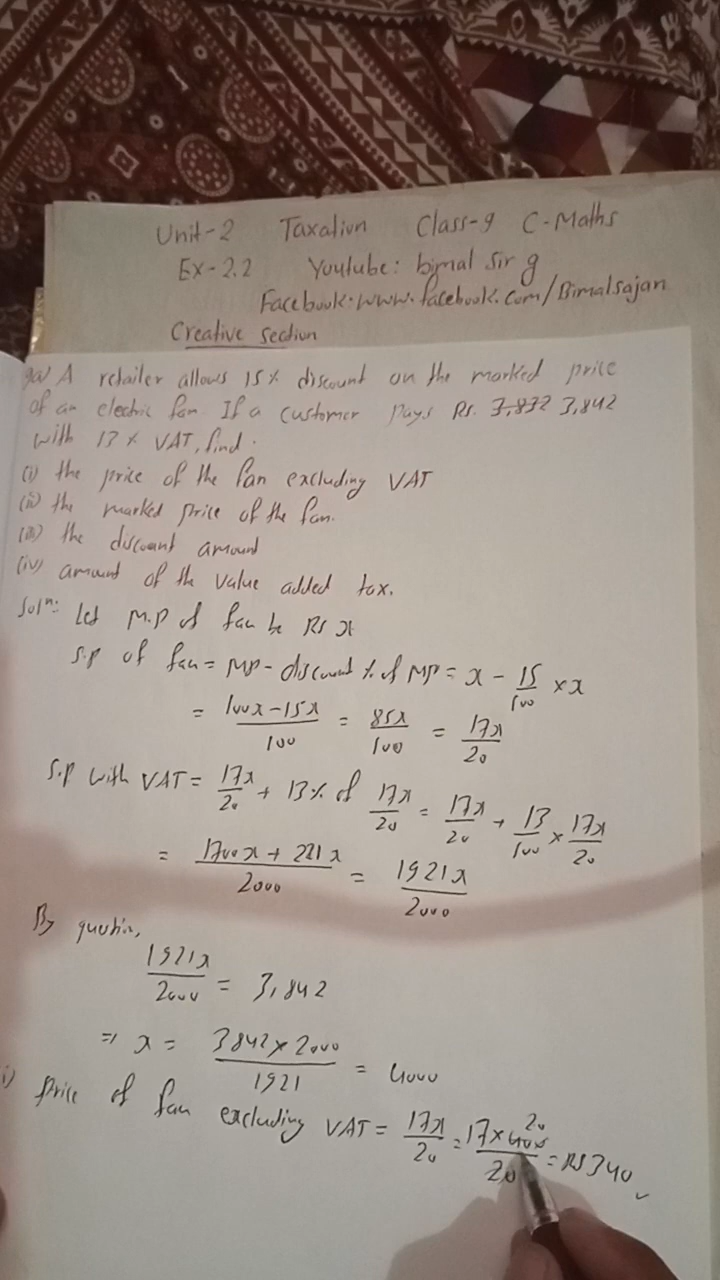 Unit-2 Taxation Class-9 C-Maths
Ex-2.2 Youtube: bimal sir g
Facebook: www.facebook.com/Bimalsajan
Creative section
9a) A retailer allows 15% discount on the marked price
of an electric fan. If a customer pays Rs. 3,832 3,842
with 13% VAT, find.
(i) the price of the fan excluding VAT
(ii) the marked price of the fan.
(iii) the discount amount
(iv) amount of the value added tax.
Solⁿ: Let M.P of fan be Rs x
S.p of fan = MP - discount % of MP = x - 15/100 × x
= 100x-15x/100 = 85x/100 = 17x/20
S.p with VAT = 17x/20 + 13% of 17x/20 = 17x/20 + 13/100 × 17x/20
= 1700x + 221x/2000 = 1921x/2000
By question,
1921x/2000 = 3,842
⇒ x = 3842×2000/1921 = 4000
i) Price of fan excluding VAT = 17x/20 = 17× /20 = Rs 340